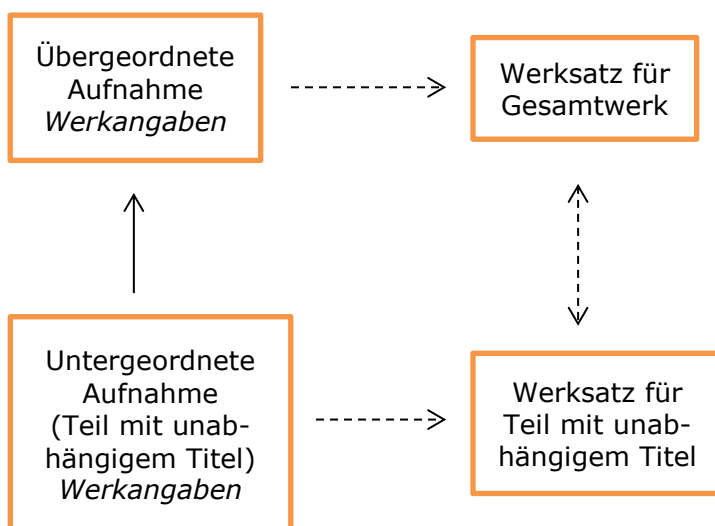 Übergeordnete
Aufnahme
Werkangaben
Werksatz für
Gesamtwerk
Untergeordnete
Aufnahme
(Teil mit unab-
hängigem Titel)
Werkangaben
Werksatz für
Teil mit unab-
hängigem Titel